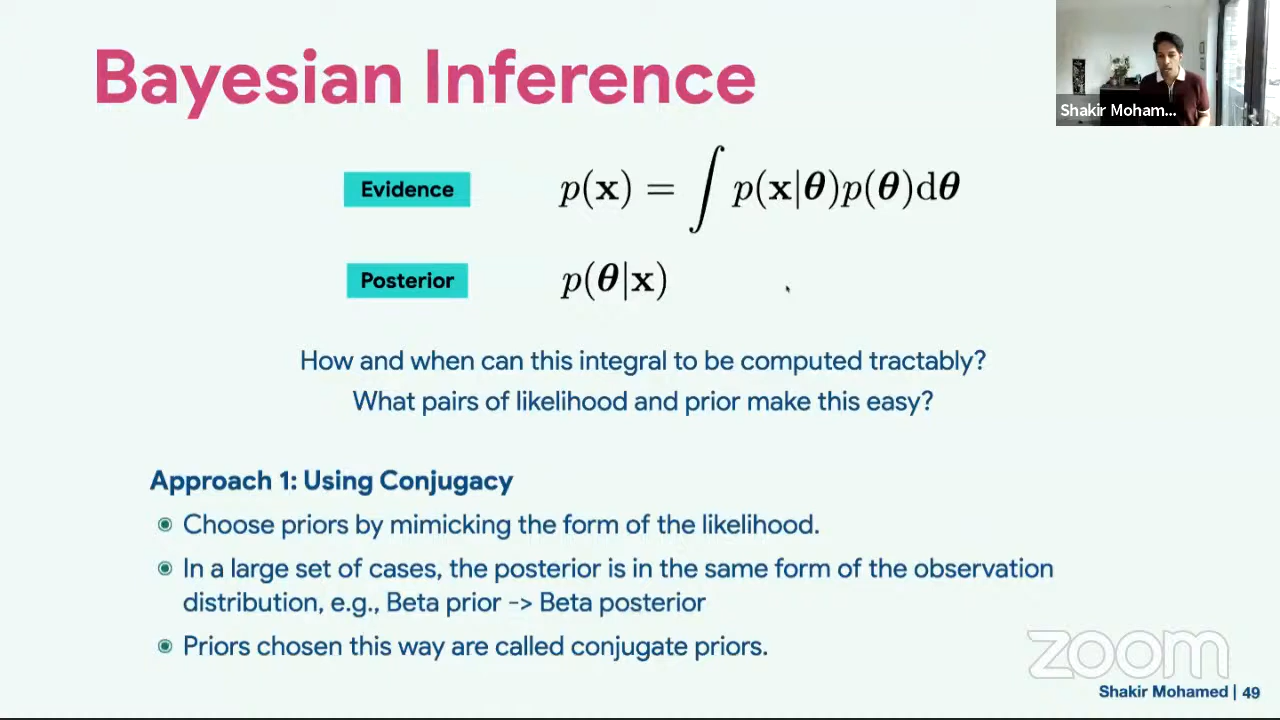 Bayesian Inference
Shakir Moham...
Evidence
p(x) = ∫ p(x|θ)p(θ)dθ
Posterior
p(θ|x)
How and when can this integral to be computed tractably?
What pairs of likelihood and prior make this easy?
Approach 1: Using Conjugacy
Choose priors by mimicking the form of the likelihood.
In a large set of cases, the posterior is in the same form of the observation
distribution, e.g., Beta prior -> Beta posterior
Priors chosen this way are called conjugate priors.
zoom
Shakir Mohamed | 49